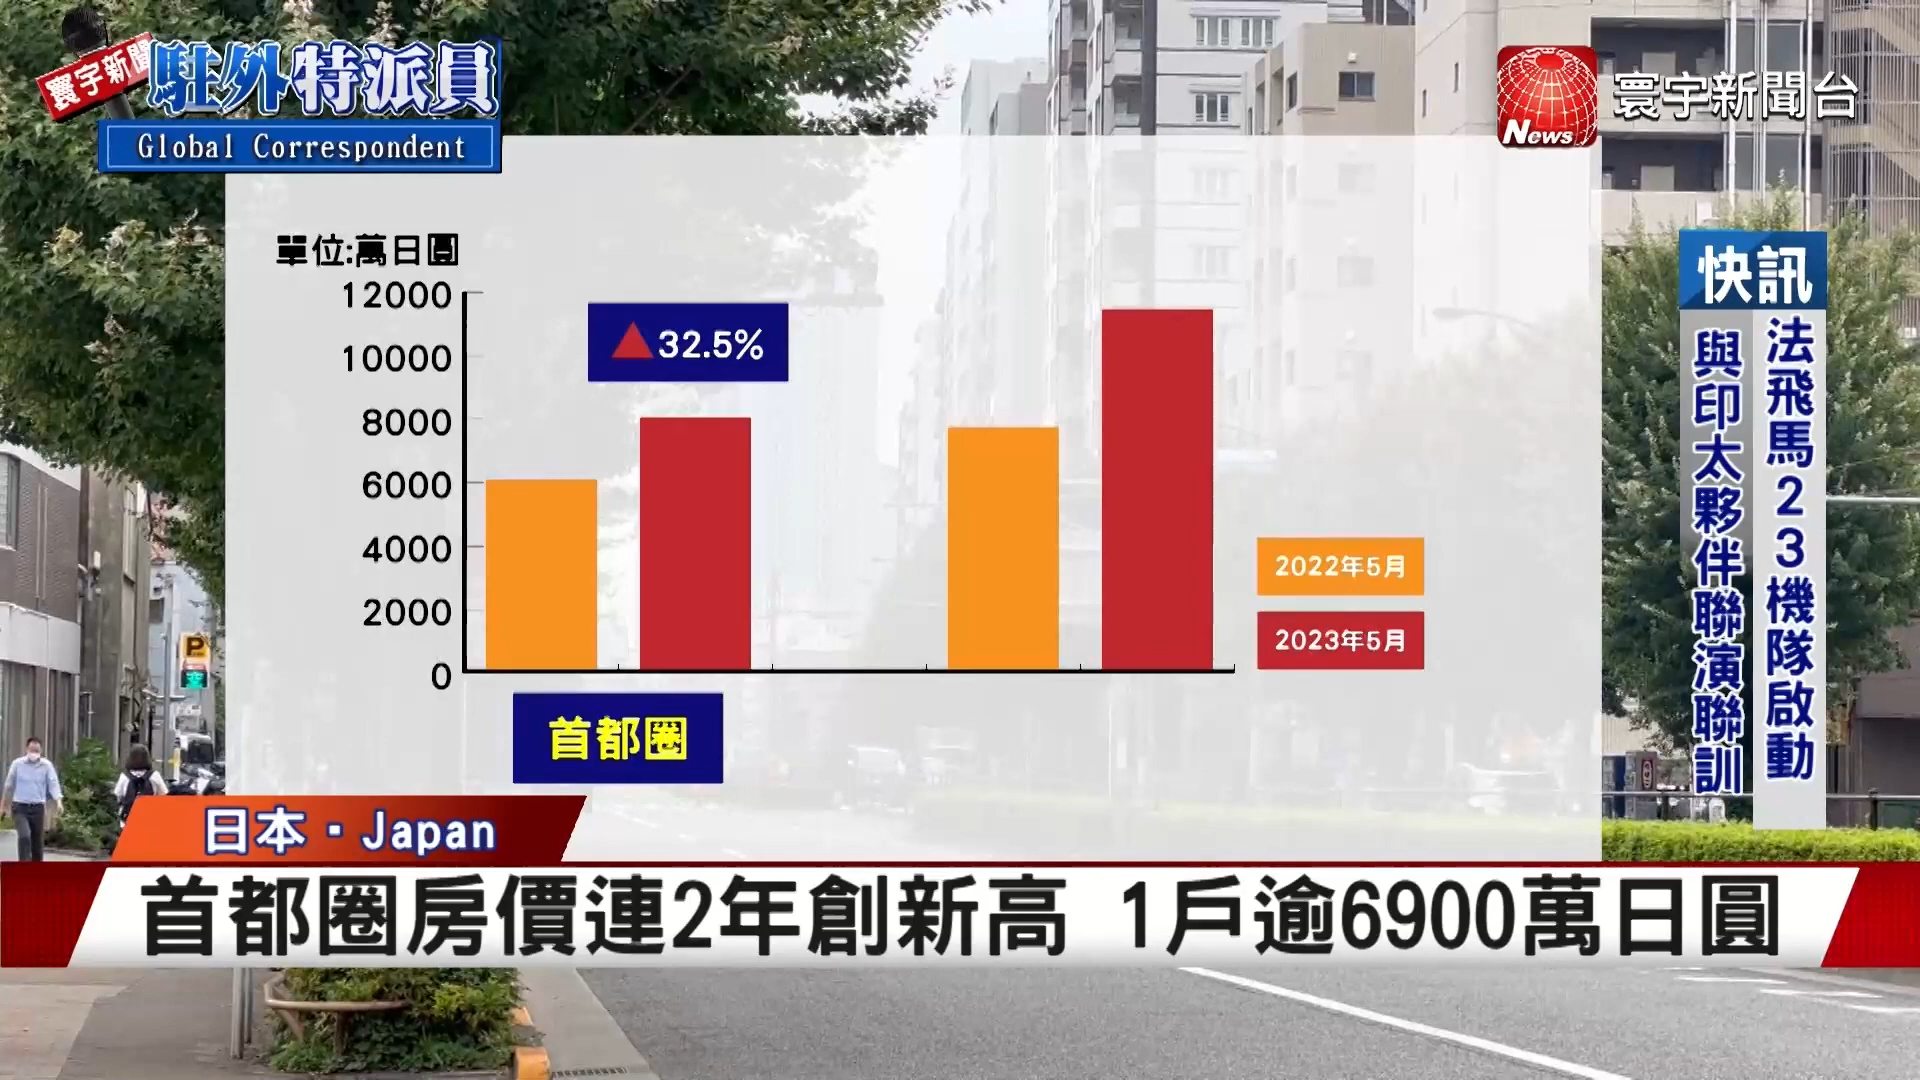 寰宇新聞
駐外特派員
Global Correspondent
News
寰宇新聞台
單位:萬日圓
12000
10000
8000
6000
4000
2000
0
▲32.5%
2022年5月
2023年5月
首都圈
快訊
法飛馬23機隊啟動
與印太夥伴聯演聯訓
P
日本·Japan
首都圈房價連2年創新高 1戶逾6900萬日圓